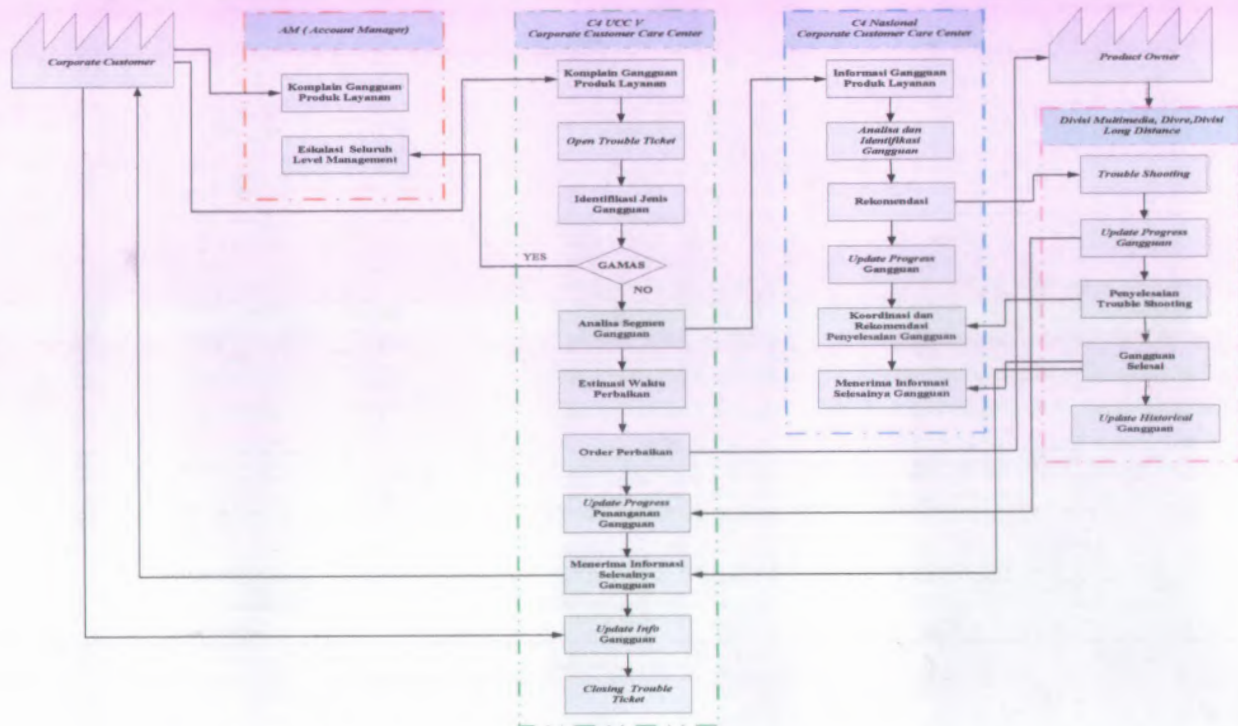 Corporate Customer
AM ( Account Manager)
Komplain Gangguan
Produk Layanan
Eskalasi Seluruh
Level Management
C4 UCC V
Corporate Customer Care Center
Komplain Gangguan
Produk Layanan
Open Trouble Ticket
Identifikasi Jenis
Gangguan
YES
GAMAS
NO
Analisa Segmen
Gangguan
Estimasi Waktu
Perbaikan
Order Perbaikan
Update Progress
Penanganan
Gangguan
Menerima Informasi
Selesainya
Gangguan
Update Info
Gangguan
Closing Trouble
Ticket
C4 Nasional
Corporate Customer Care Center
Informasi Gangguan
Produk Layanan
Analisa dan
Identifikasi
Gangguan
Rekomendasi
Update Progress
Gangguan
Koordinasi dan
Rekomendasi
Penyelesaian Gangguan
Menerima Informasi
Selesainya Gangguan
Product Owner
Divisi Multimedia, Divre,Divisi
Long Distance
Trouble Shooting
Update Progress
Gangguan
Penyelesaian
Trouble Shooting
Gangguan
Selesai
Update Historical
Gangguan